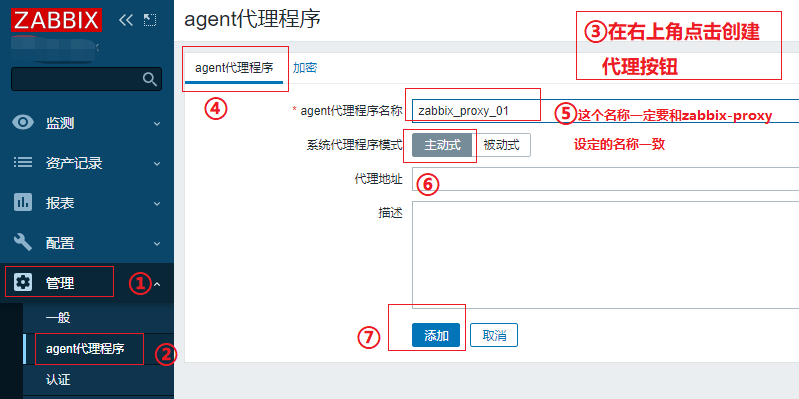 ZABBIX
agent代理程序
③在右上角点击创建
代理按钮
agent代理程序
加密
④
* agent代理程序名称
zabbix_proxy_01
⑤这个名称一定要和zabbix-proxy
设定的名称一致
系统代理程序模式
主动式
被动式
⑥
代理地址
描述
⑦
添加
取消
监测
资产记录
报表
配置
管理
①
一般
agent代理程序
②
认证